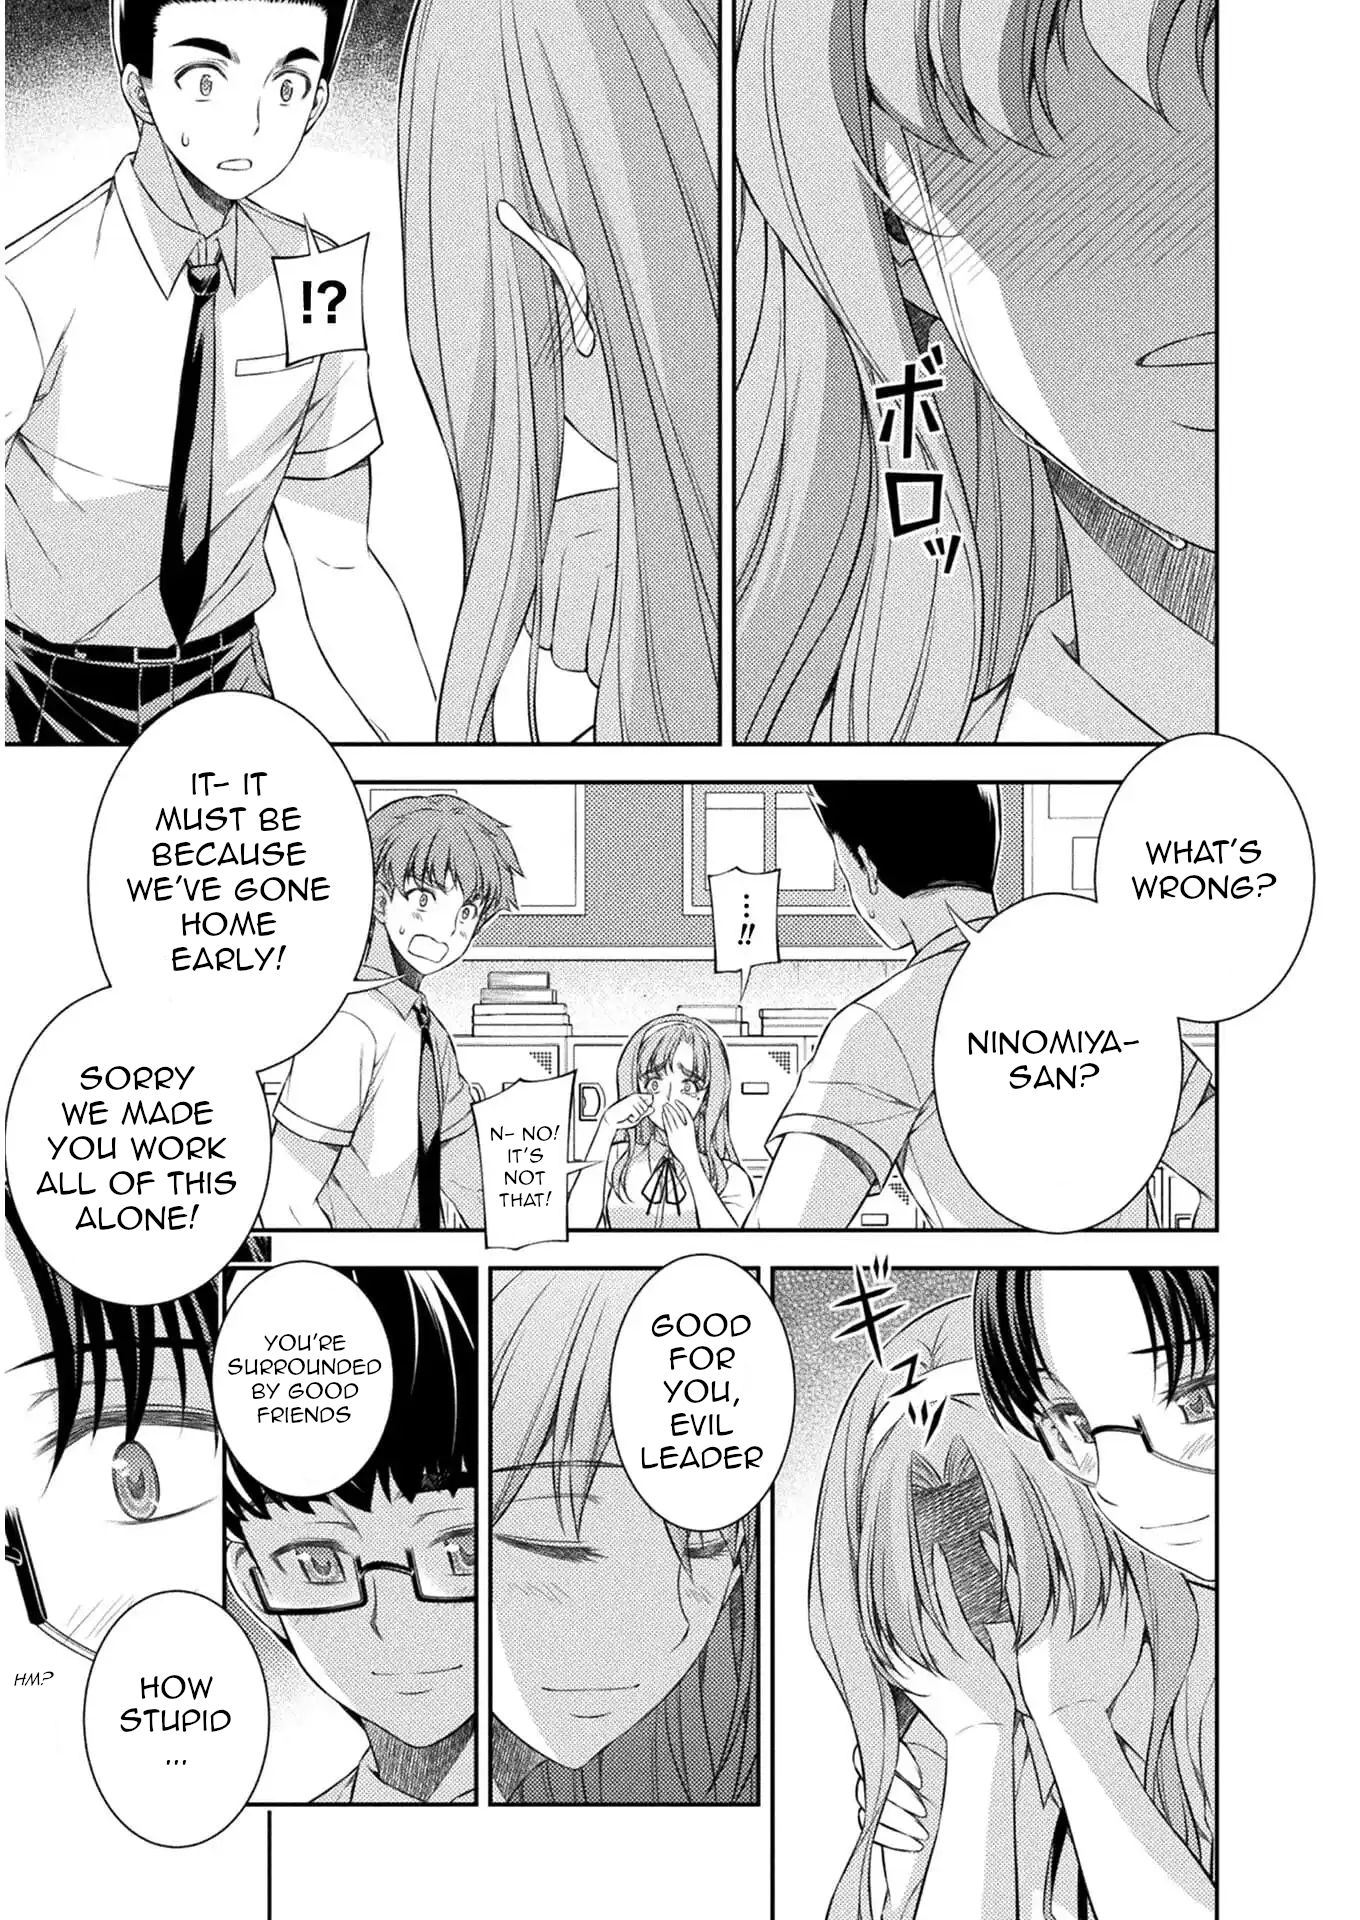 ボロッ
!?
WHAT'S
WRONG?
NINOMIYA-
SAN?
...!!
N- NO!
IT'S
NOT
THAT!
IT- IT
MUST BE
BECAUSE
WE'VE GONE
HOME
EARLY!
SORRY
WE MADE
YOU WORK
ALL OF THIS
ALONE!
ギュッ
GOOD
FOR
YOU,
EVIL
LEADER
YOU'RE
SURROUNDED
BY GOOD
FRIENDS
HOW
STUPID
...
HM?